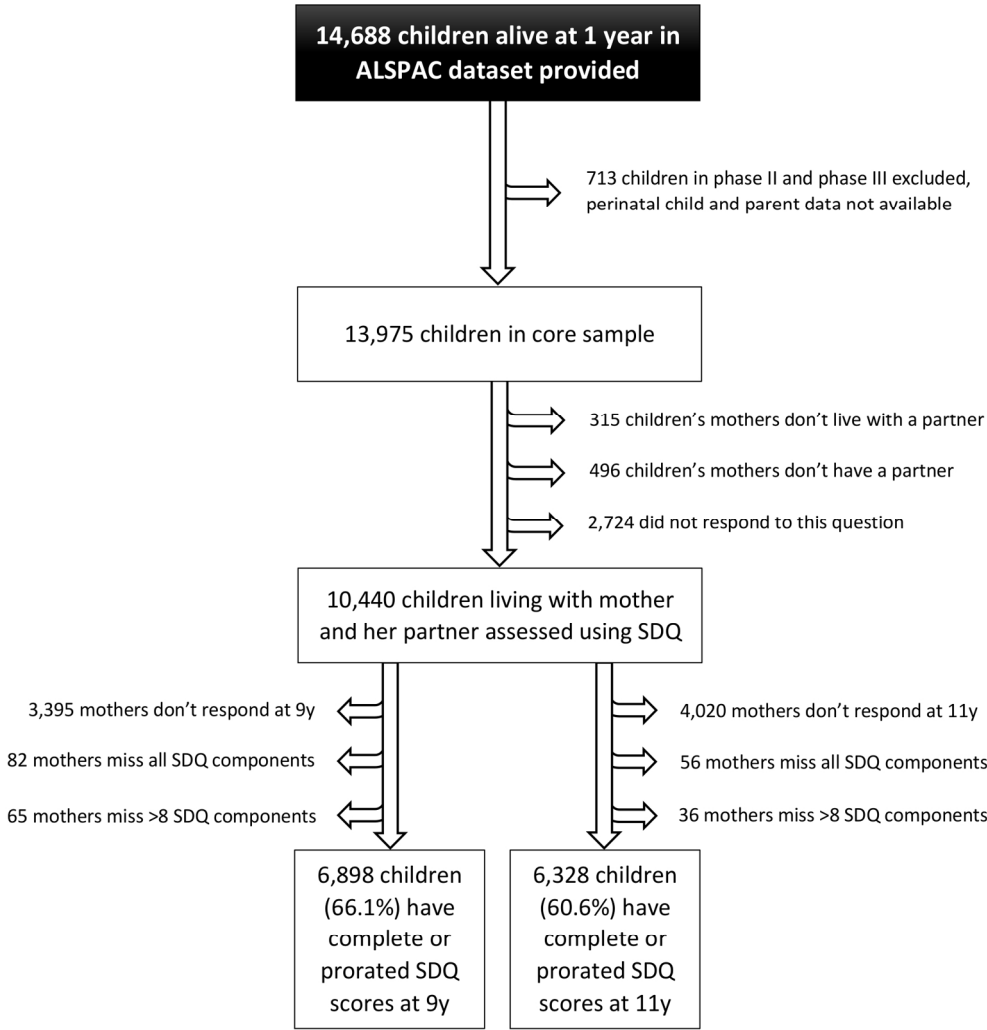 14,688 children alive at 1 year in
ALSPAC dataset provided
713 children in phase II and phase III excluded,
perinatal child and parent data not available
13,975 children in core sample
315 children's mothers don't live with a partner
496 children's mothers don't have a partner
2,724 did not respond to this question
10,440 children living with mother
and her partner assessed using SDQ
3,395 mothers don't respond at 9y
82 mothers miss all SDQ components
65 mothers miss >8 SDQ components
4,020 mothers don't respond at 11y
56 mothers miss all SDQ components
36 mothers miss >8 SDQ components
6,898 children
(66.1%) have
complete or
prorated SDQ
scores at 9y
6,328 children
(60.6%) have
complete or
prorated SDQ
scores at 11y